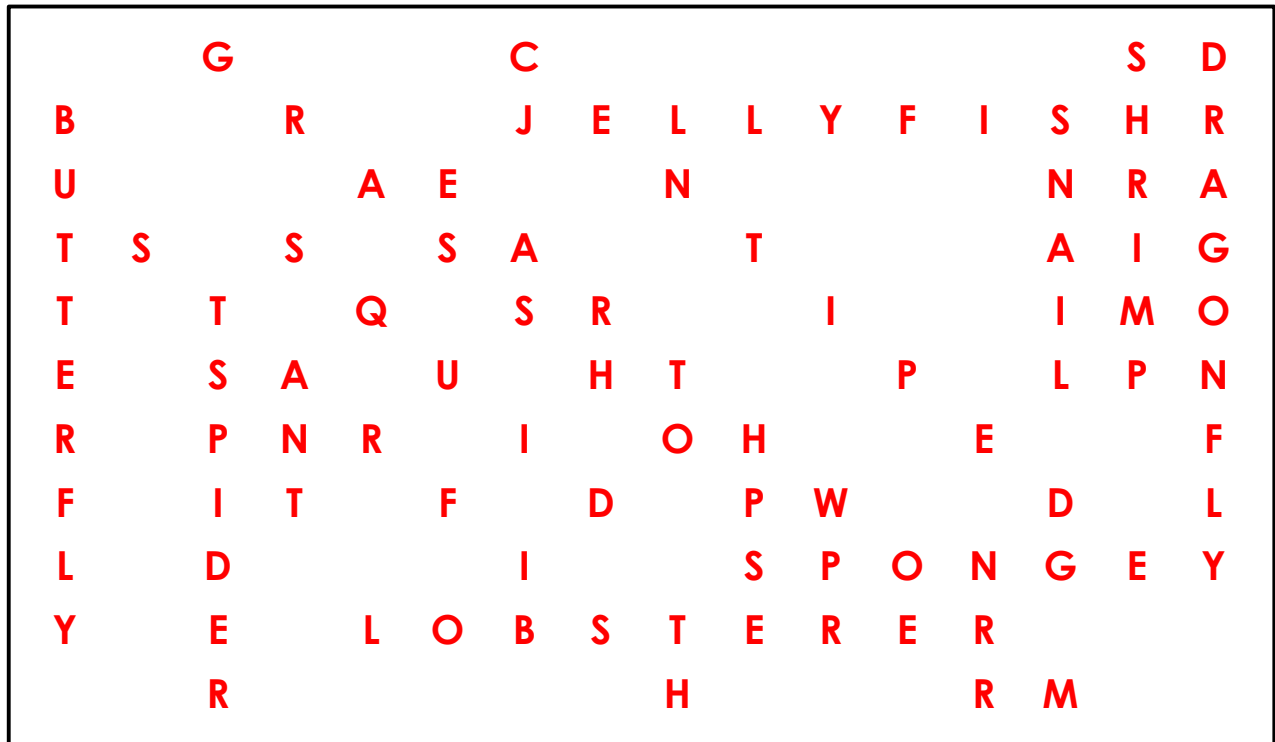 G C S D
B R J E L L Y F I S H R
U A E N N R A
T S S S A T A I G
T T Q S R I I M O
E S A U H T P L P N
R P N R I O H E F
F I T F D P W D L
L D I S P O N G E Y
Y E L O B S T E R E R
R H R M